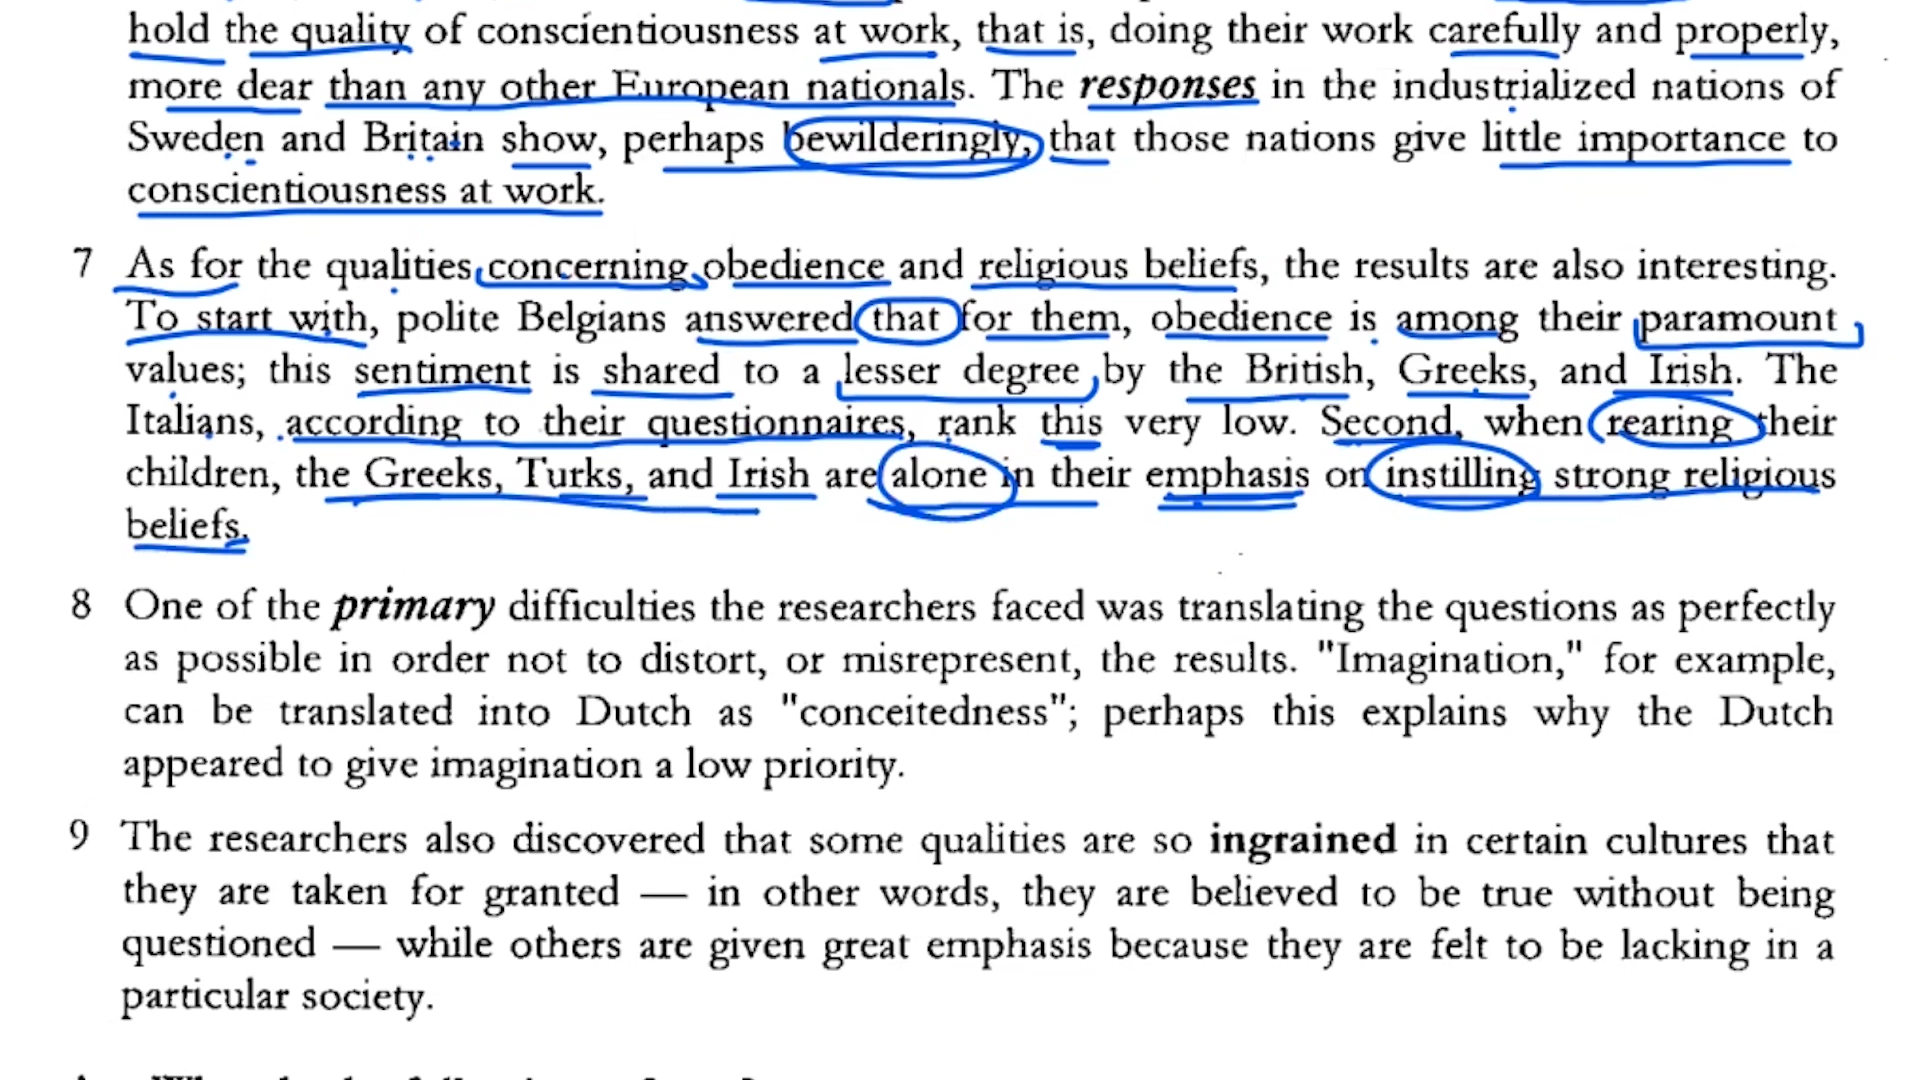 hold the quality of conscientiousness at work, that is, doing their work carefully and properly,
more dear than any other European nationals. The responses in the industrialized nations of
Sweden and Britain show, perhaps bewilderingly, that those nations give little importance to
conscientiousness at work.
7 As for the qualities concerning obedience and religious beliefs, the results are also interesting.
To start with, polite Belgians answered that for them, obedience is among their paramount
values; this sentiment is shared to a lesser degree by the British, Greeks, and Irish. The
Italians, according to their questionnaires, rank this very low. Second, when rearing their
children, the Greeks, Turks, and Irish are alone in their emphasis on instilling strong religious
beliefs.
8 One of the primary difficulties the researchers faced was translating the questions as perfectly
as possible in order not to distort, or misrepresent, the results. "Imagination," for example,
can be translated into Dutch as "conceitedness"; perhaps this explains why the Dutch
appeared to give imagination a low priority.
9 The researchers also discovered that some qualities are so ingrained in certain cultures that
they are taken for granted — in other words, they are believed to be true without being
questioned — while others are given great emphasis because they are felt to be lacking in a
particular society.